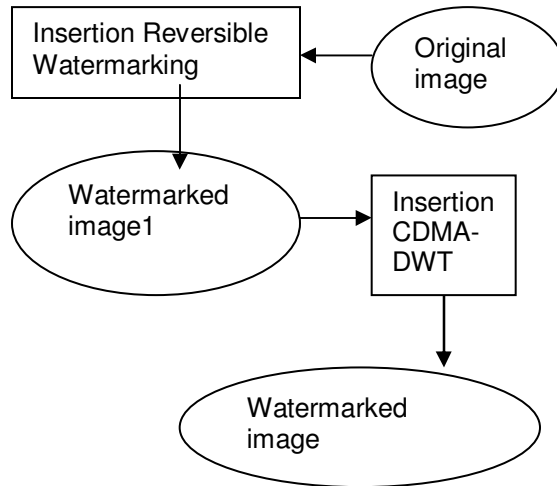 Insertion Reversible
Watermarking
Original
image
Watermarked
image1
Insertion
CDMA-
DWT
Watermarked
image